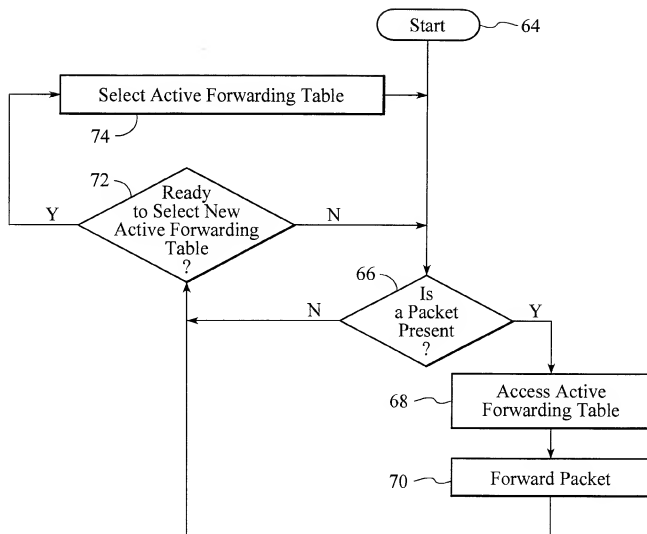 Start
64
Select Active Forwarding Table
74
72
Ready
to Select New
Active Forwarding
Table
?
Y
N
66
Is
a Packet
Present
?
N
Y
68
Access Active
Forwarding Table
70
Forward Packet